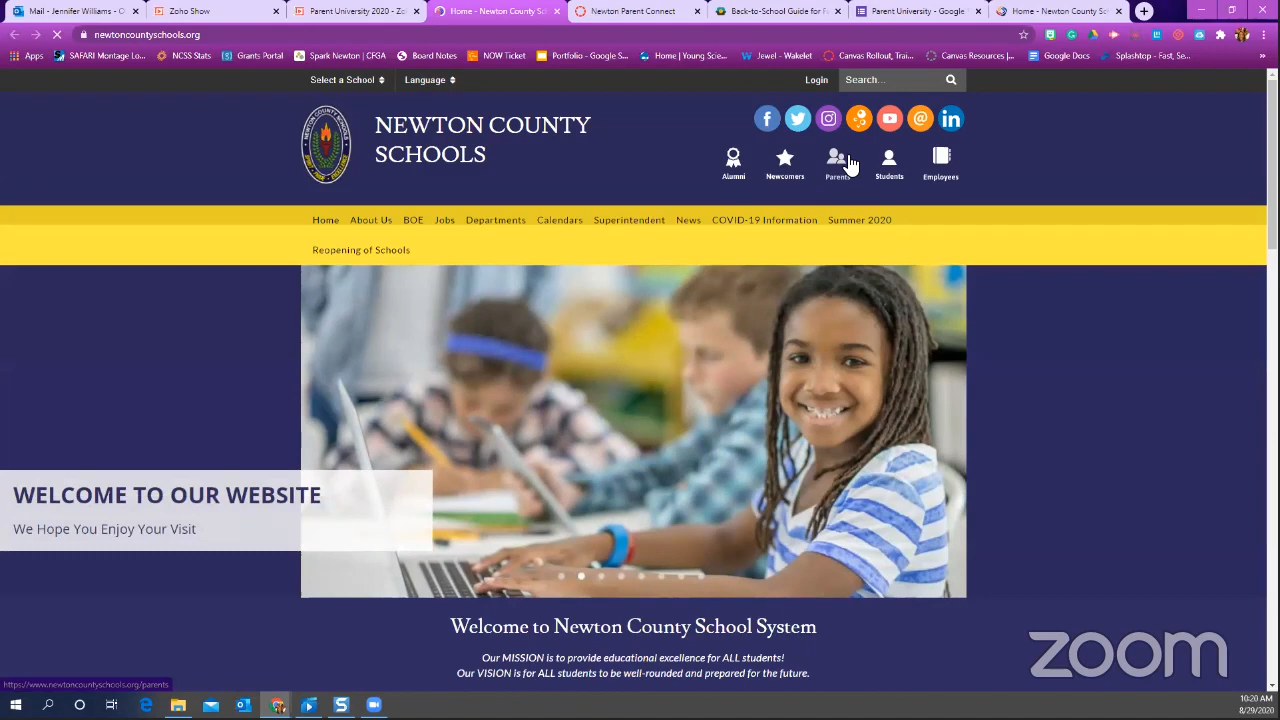 Mail - Jennifer Williams - O
Zoho Show
Parent University 2020 - Zo
Home - Newton County Sc
Newton Parent Connect
Back-to-School Guide for F
Parent University - Google
Home - Newton County Sc
newtoncountyschools.org
Apps
SAFARI Montage Lo...
NCSS Stats
Grants Portal
Spark Newton | CFGA
Board Notes
NOW Ticket
Portfolio - Google S...
Home | Young Scie...
Jewel - Wakelet
Canvas Rollout, Trai...
Canvas Resources |...
Google Docs
Splashtop - Fast, Se...
Select a School
Language
Login
Search...
NEWTON COUNTY
SCHOOLS
Alumni
Newcomers
Parents
Students
Employees
Home About Us BOE Jobs Departments Calendars Superintendent News COVID-19 Information Summer 2020
Reopening of Schools
WELCOME TO OUR WEBSITE
We Hope You Enjoy Your Visit
Welcome to Newton County School System
Our MISSION is to provide educational excellence for ALL students!
Our VISION is for ALL students to be well-rounded and prepared for the future.
zoom
https://www.newtoncountyschools.org/parents
10:20 AM
8/29/2020